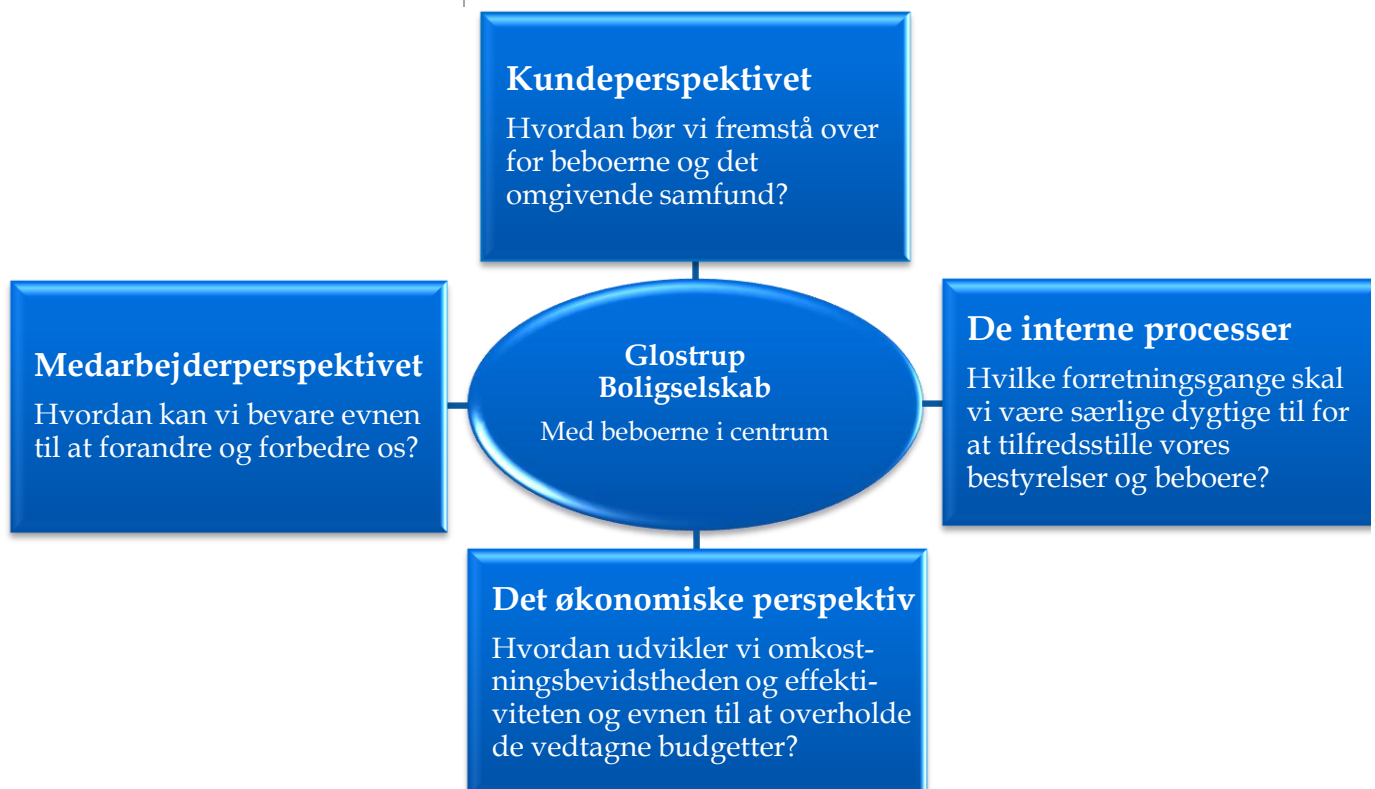 Kundeperspektivet
Hvordan bør vi fremstå over
for beboerne og det
omgivende samfund?
Medarbejderperspektivet
Hvordan kan vi bevare evnen
til at forandre og forbedre os?
Glostrup
Boligselskab
Med beboerne i centrum
De interne processer
Hvilke forretningsgange skal
vi være særlige dygtige til for
at tilfredsstille vores
bestyrelser og beboere?
Det økonomiske perspektiv
Hvordan udvikler vi omkost-
ningsbevidstheden og effekti-
viteten og evnen til at overholde
de vedtagne budgetter?